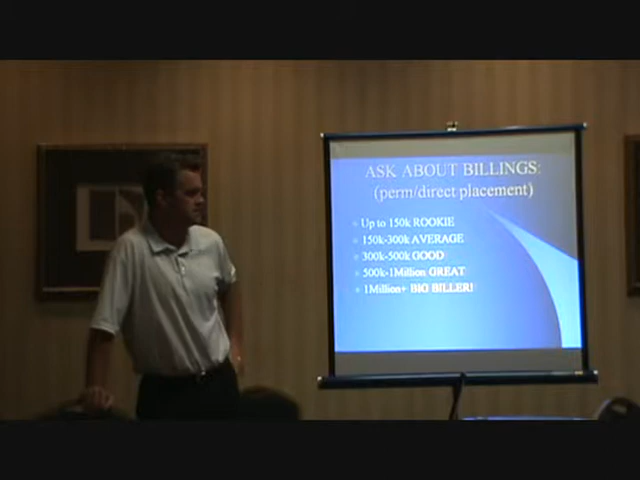 ASK ABOUT BILLINGS:
(perm/direct placement)
Up to 150k ROOKIE
150k-300k AVERAGE
300k-500k GOOD
500k-1Million GREAT
1Million+ BIG BILLER!